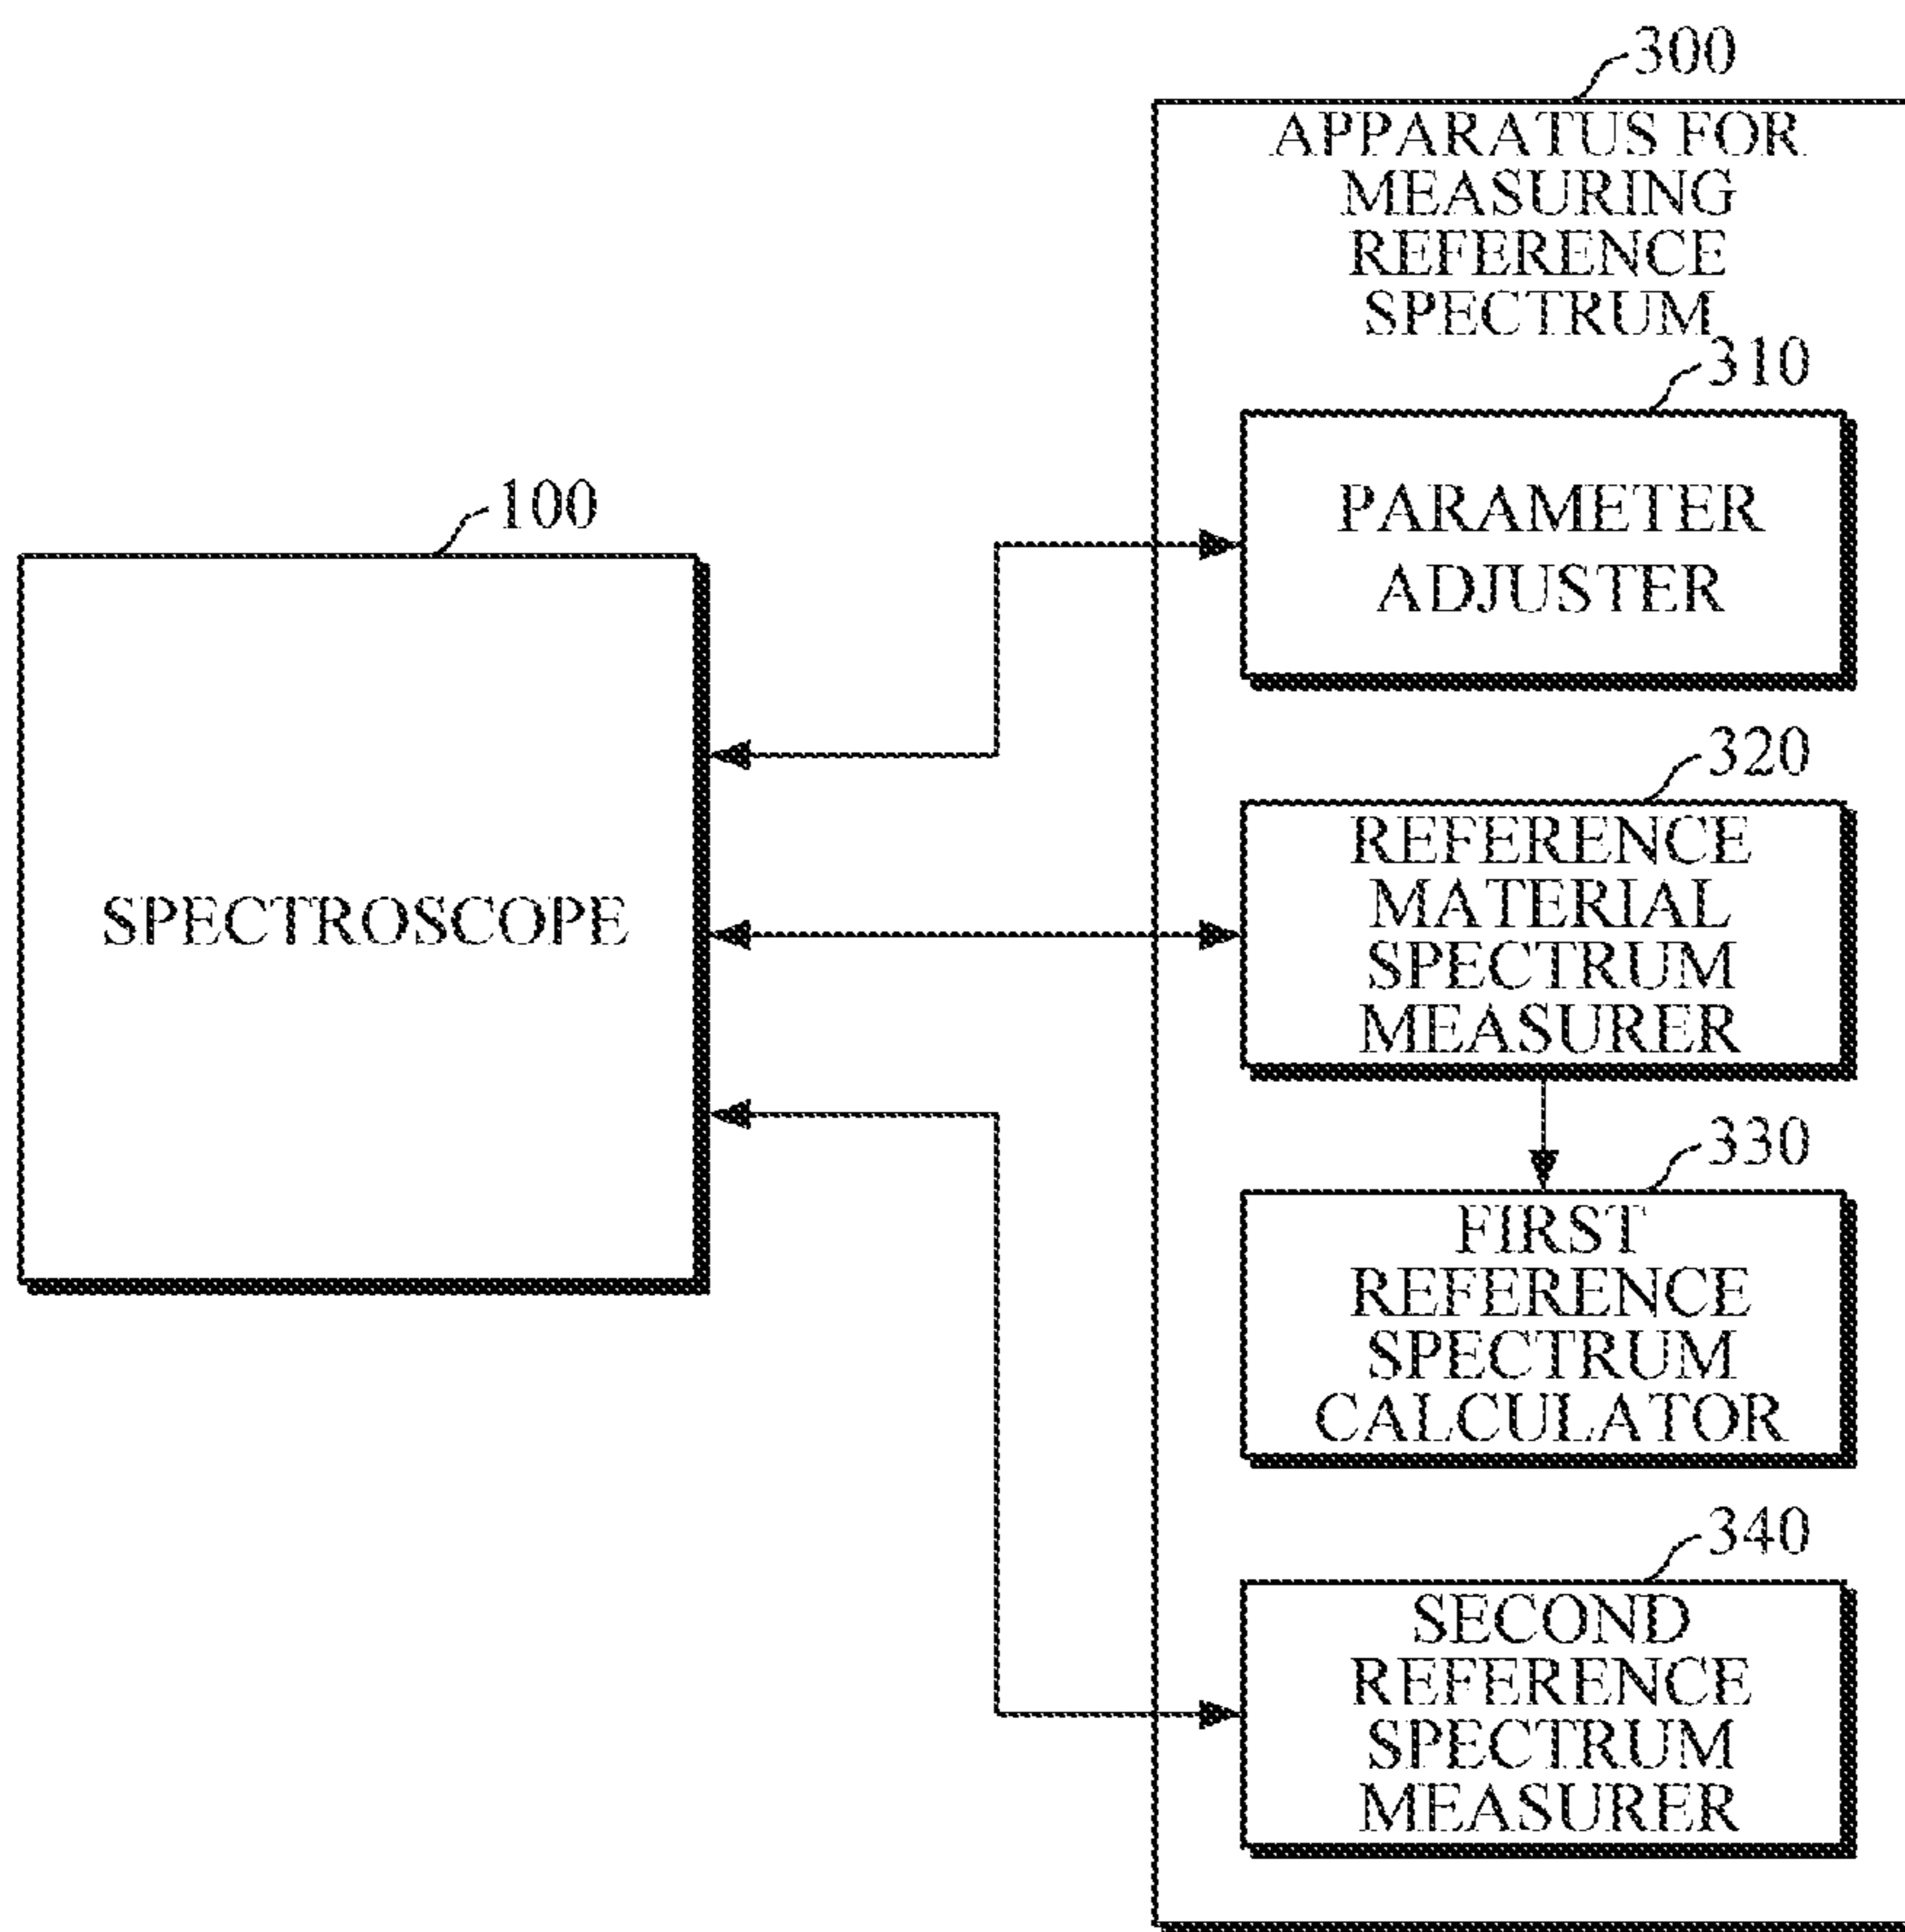 300
APPARATUS FOR
MEASURING
REFERENCE
SPECTRUM
310
PARAMETER
ADJUSTER
100
SPECTROSCOPE
320
REFERENCE
MATERIAL
SPECTRUM
MEASURER
330
FIRST
REFERENCE
SPECTRUM
CALCULATOR
340
SECOND
REFERENCE
SPECTRUM
MEASURER